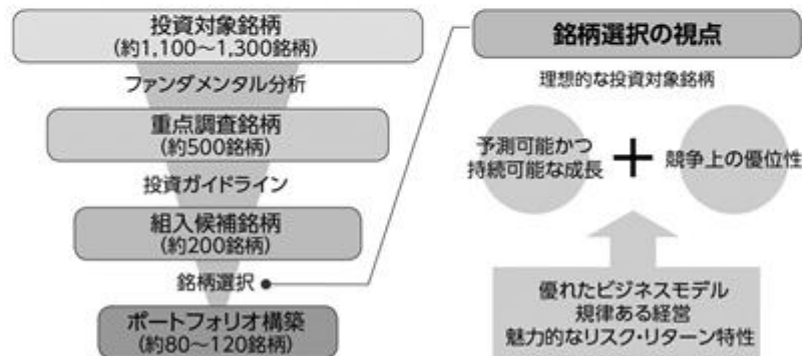 投資対象銘柄
(約1,100～1,300銘柄)
ファンダメンタル分析
重点調査銘柄
(約500銘柄)
投資ガイドライン
組入候補銘柄
(約200銘柄)
銘柄選択
ポートフォリオ構築
(約80～120銘柄)
銘柄選択の視点
理想的な投資対象銘柄
予測可能かつ
持続可能な成長
+
競争上の優位性
優れたビジネスモデル
規律ある経営
魅力的なリスク・リターン特性